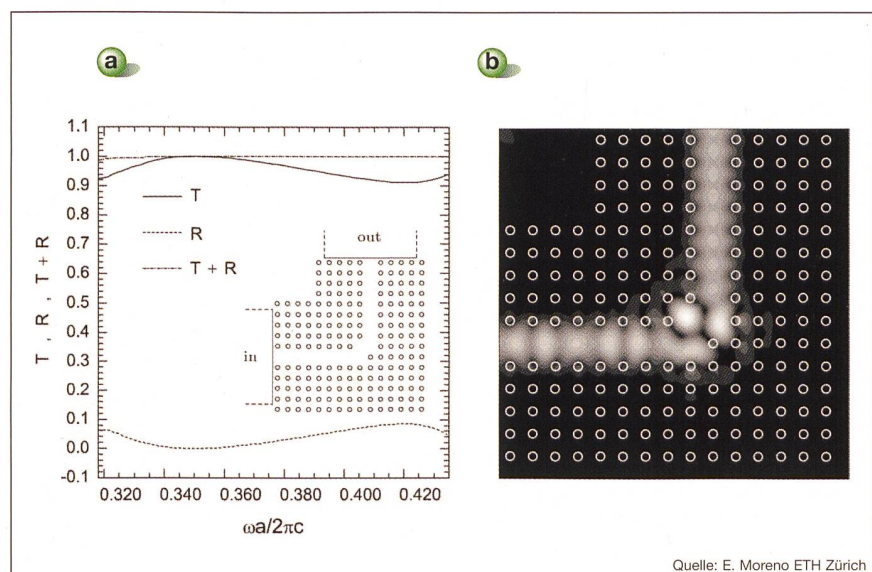 a
b
1.1
1.0
0.9
0.8
0.7
0.6
0.5
0.4
0.3
0.2
0.1
0.0
-0.1
T , R , T+R
T
R
T + R
out
in
0.320
0.340
0.360
0.380
0.400
0.420
ωa/2πc
Quelle: E. Moreno ETH Zürich